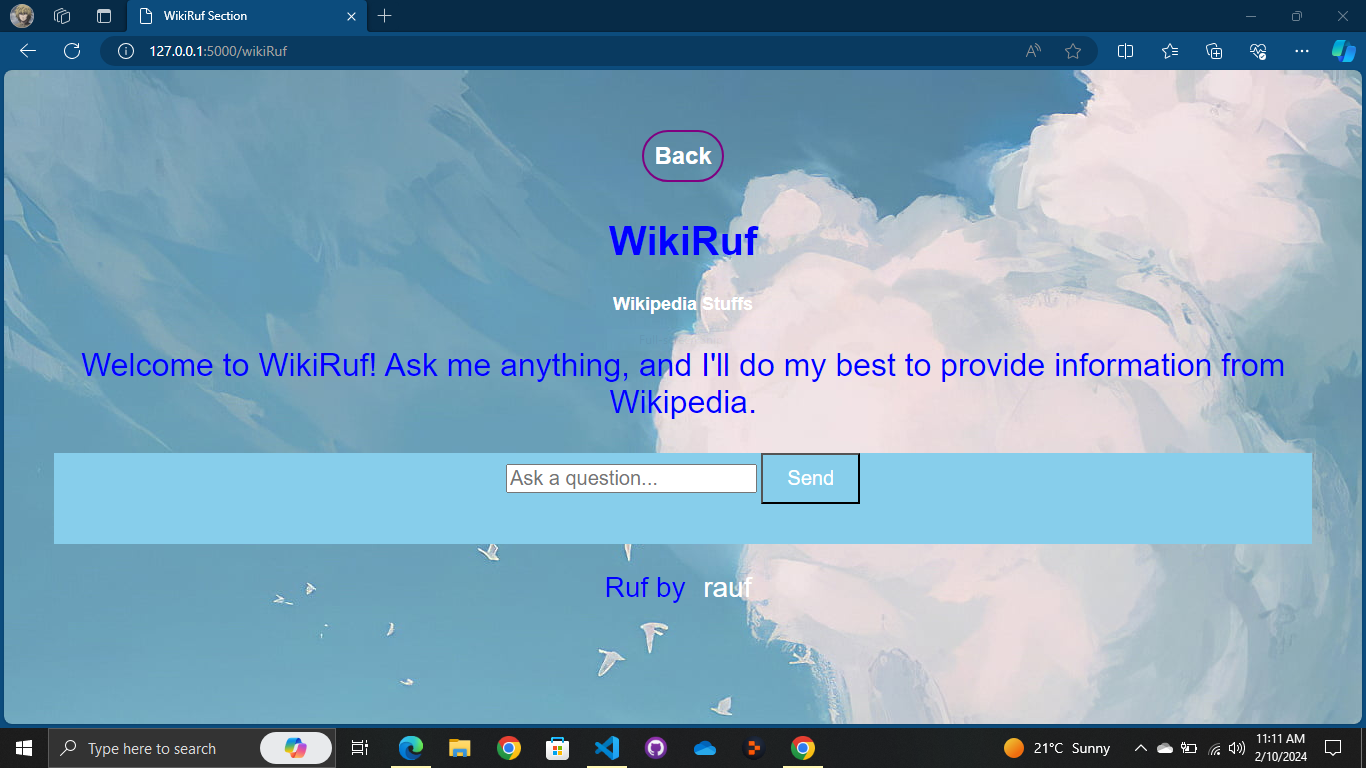 WikiRuf Section
127.0.0.1:5000/wikiRuf
Back
WikiRuf
Wikipedia Stuffs
Welcome to WikiRuf! Ask me anything, and I'll do my best to provide information from
Wikipedia.
Ask a question...
Send
Ruf by rauf
Type here to search
21°C Sunny
11:11 AM
2/10/2024